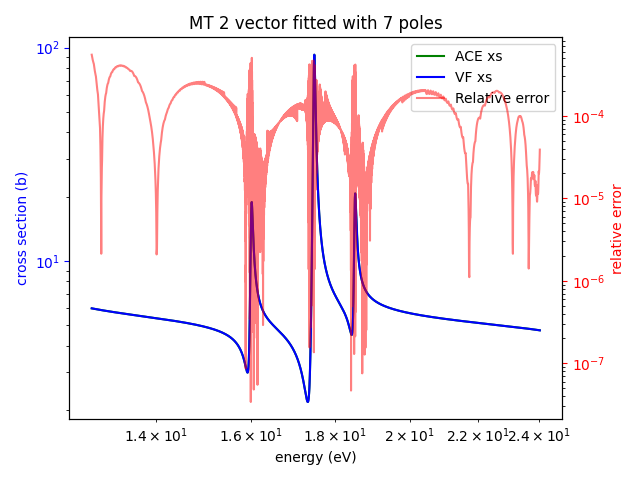 MT 2 vector fitted with 7 poles
10²
10¹
cross section (b)
ACE xs
VF xs
Relative error
10⁻⁴
10⁻⁵
10⁻⁶
10⁻⁷
relative error
1.4 × 10¹ 1.6 × 10¹ 1.8 × 10¹ 2 × 10¹ 2.2 × 10¹ 2.4 × 10¹
energy (eV)